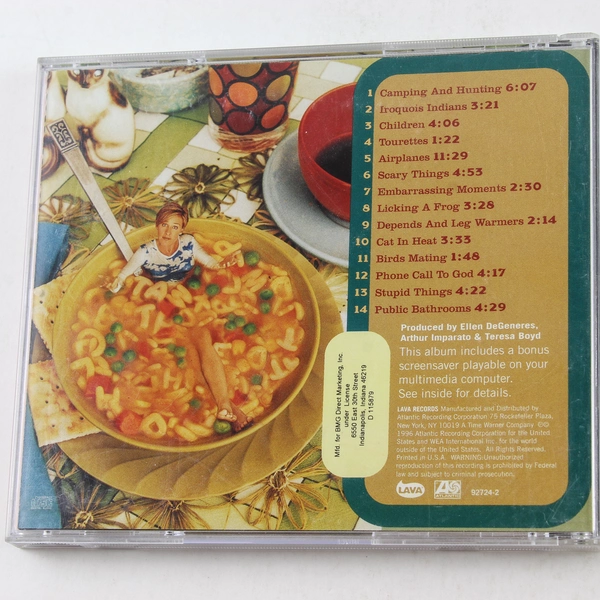 1 Camping And Hunting 6:07
2 Iroquois Indians 3:21
3 Children 4:06
4 Tourettes 1:22
5 Airplanes 11:29
6 Scary Things 4:53
7 Embarrassing Moments 2:30
8 Licking A Frog 3:28
9 Depends And Leg Warmers 2:14
10 Cat In Heat 3:33
11 Birds Mating 1:48
12 Phone Call To God 4:17
13 Stupid Things 4:22
14 Public Bathrooms 4:29
Produced by Ellen DeGeneres,
Arthur Imparato & Teresa Boyd
This album includes a bonus
screensaver playable on your
multimedia computer.
See inside for details.
LAVA RECORDS Manufactured and Distributed by
Atlantic Recording Corporation 75 Rockefeller Plaza,
New York, NY 10019 A Time Warner Company ©℗
1996 Atlantic Recording Corporation for the United
States and WEA International Inc. for the world
outside of the United States. All Rights Reserved.
Printed in U.S.A. WARNING: Unauthorized
reproduction of this recording is prohibited by Federal
law and subject to criminal prosecution.
LAVA
92724-2
Mfd. for BMG Direct Marketing, Inc.
under License
6550 East 30th Street
Indianapolis, Indiana 46219
D 115879